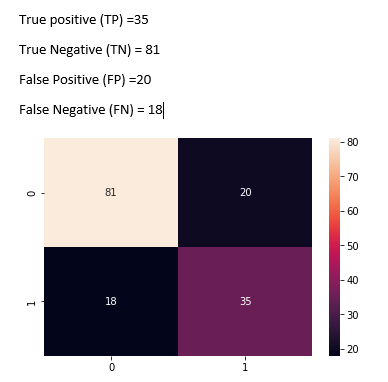 True positive (TP) =35
True Negative (TN) = 81
False Positive (FP) =20
False Negative (FN) = 18
80
0 81 20
70
60
50
40
1 18 35
30
20
0 1